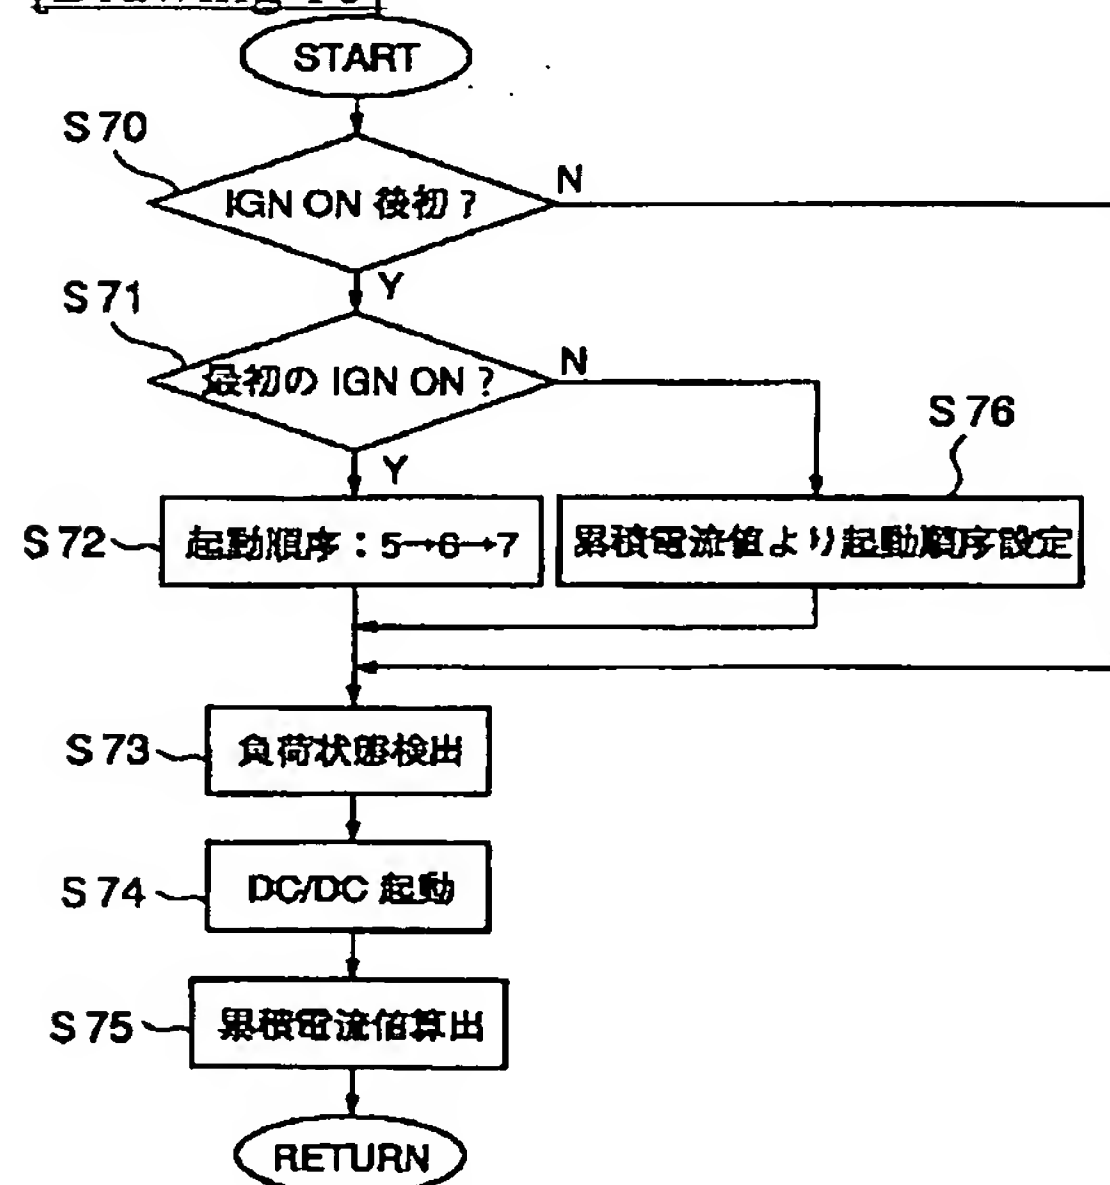 START
S70
IGN ON 後初？
N
Y
S71
最初の IGN ON？
N
Y
S76
S72
起動順序：5→6→7
累積電流値より起動順序設定
S73
負荷状態検出
S74
DC/DC 起動
S75
累積電流値算出
RETURN